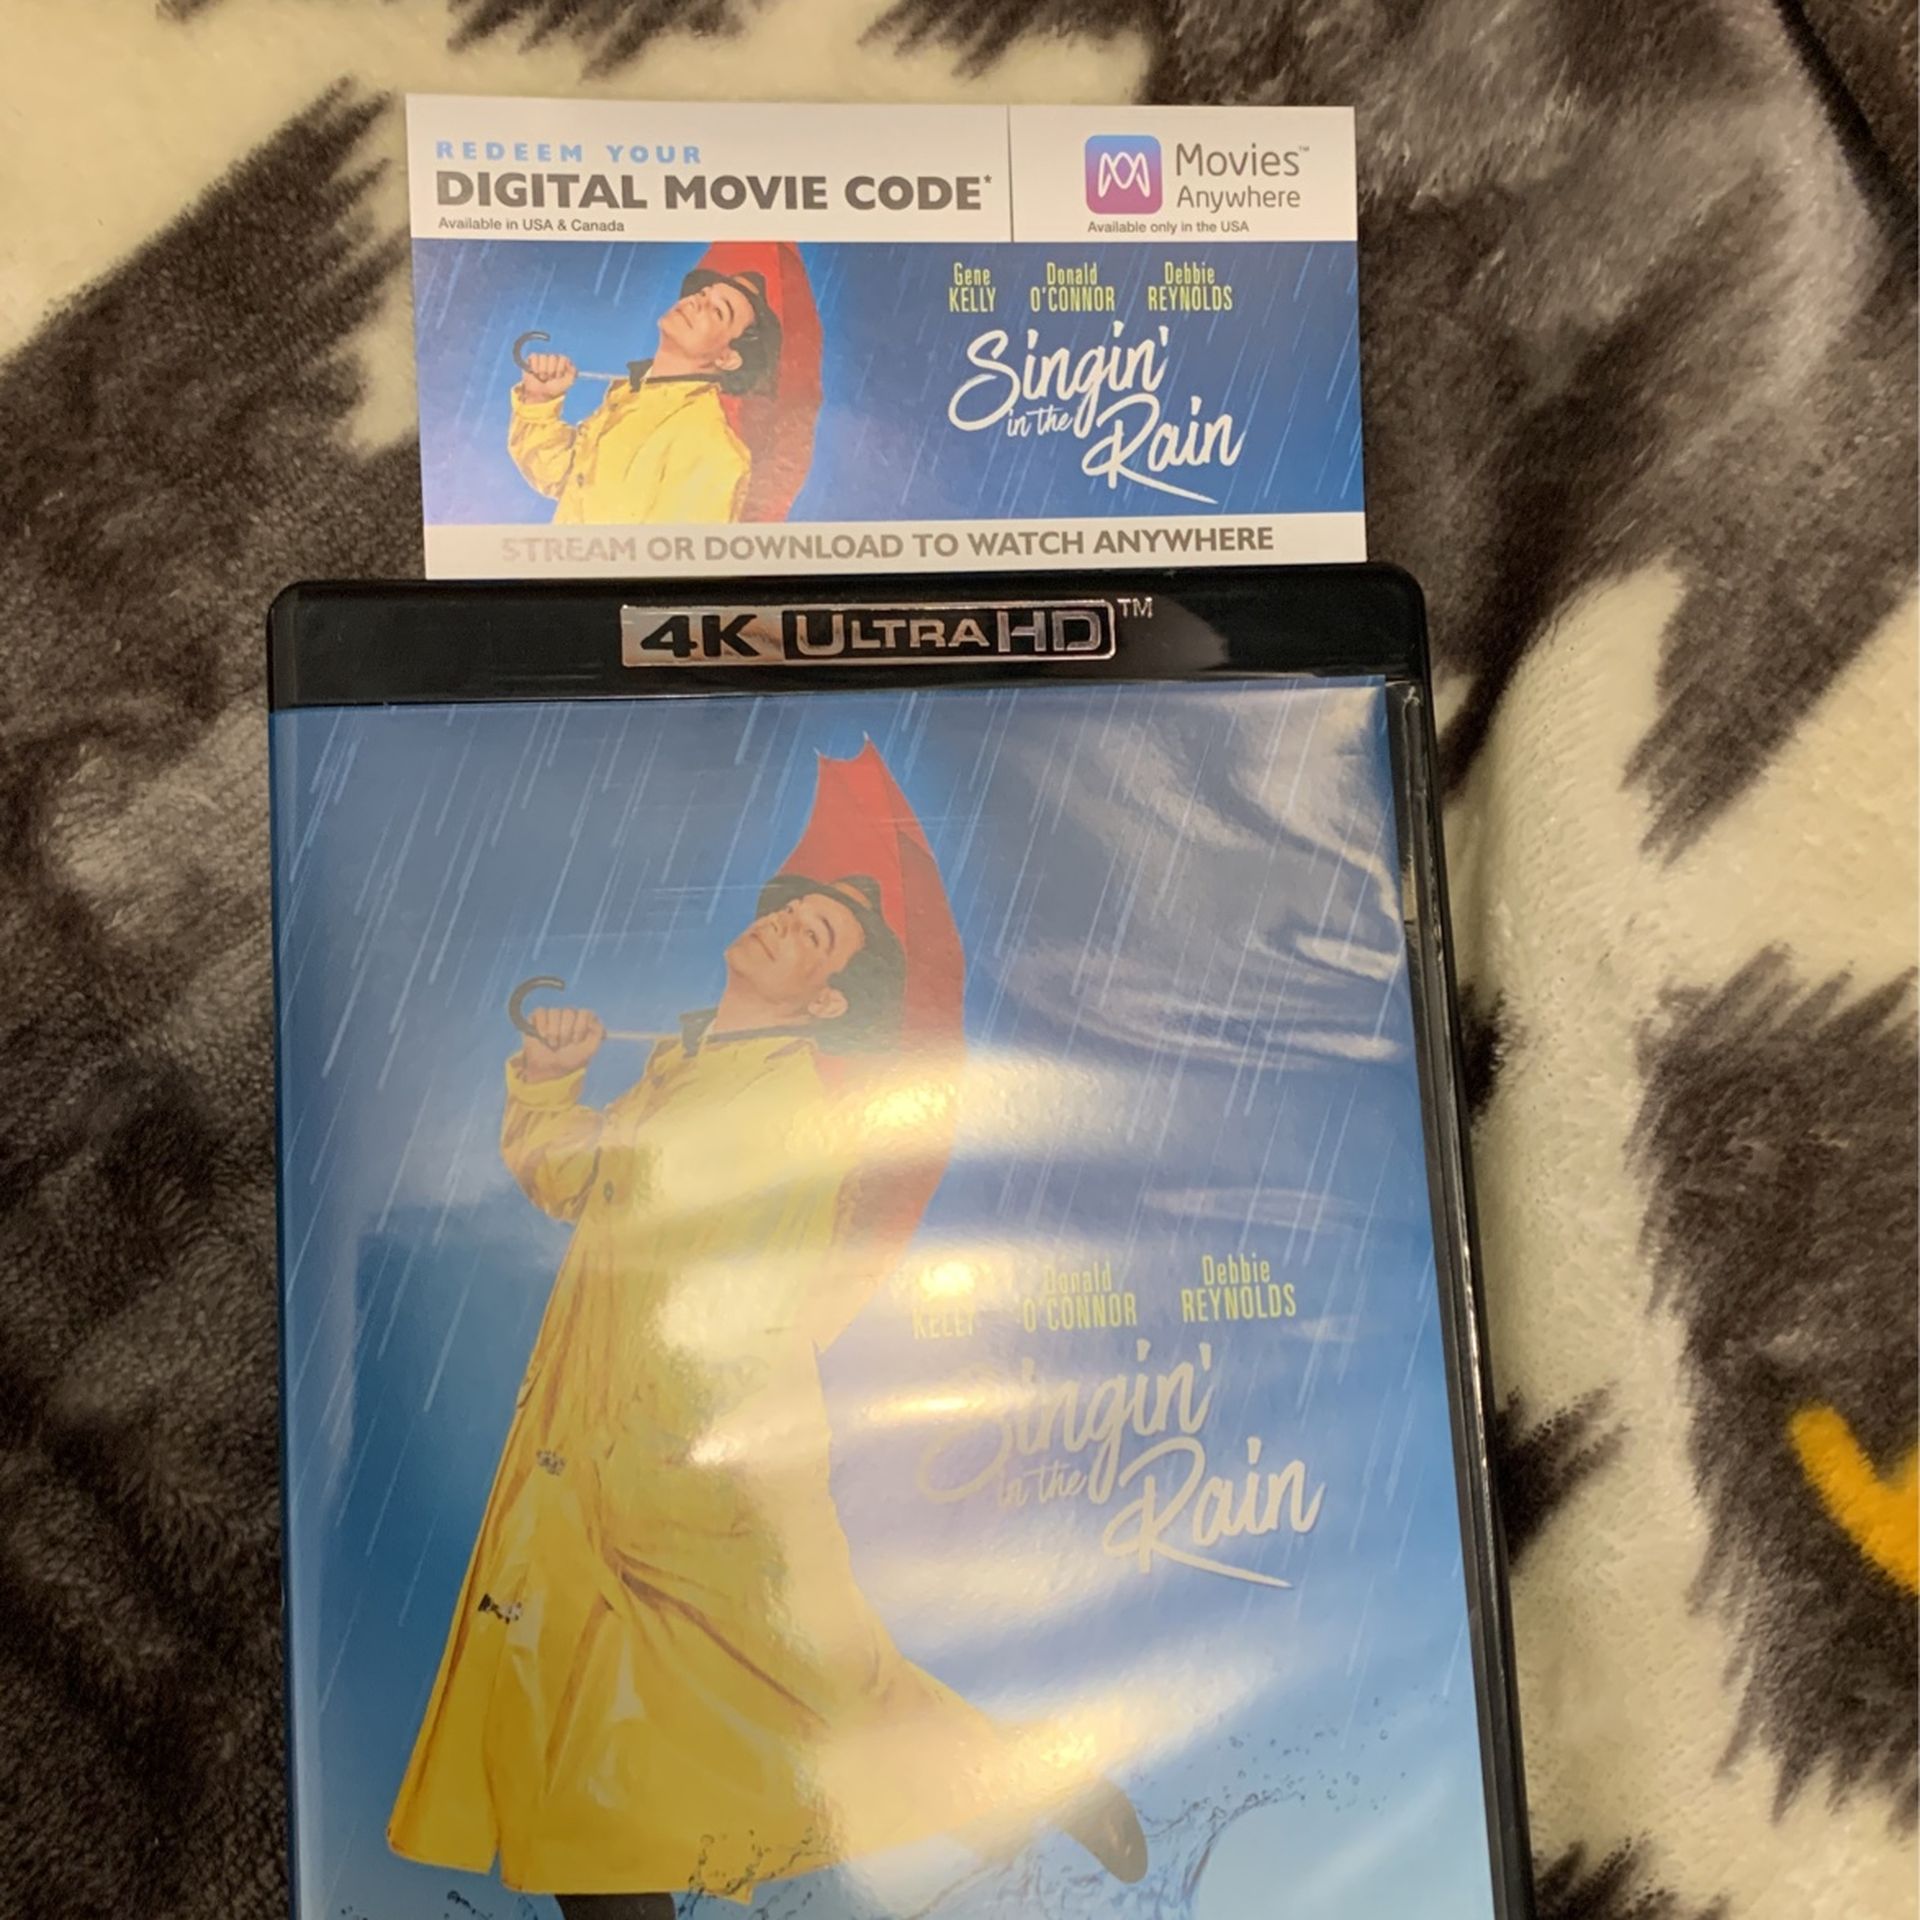 REDEEM YOUR
DIGITAL MOVIE CODE*
Available in USA & Canada
Movies™
Anywhere
Available only in the USA
Gene Donald Debbie
KELLY O'CONNOR REYNOLDS
Singin'
in the
Rain
STREAM OR DOWNLOAD TO WATCH ANYWHERE
4K ULTRA HD™
Donald Debbie
KELLY O'CONNOR REYNOLDS
Singin'
in the
Rain